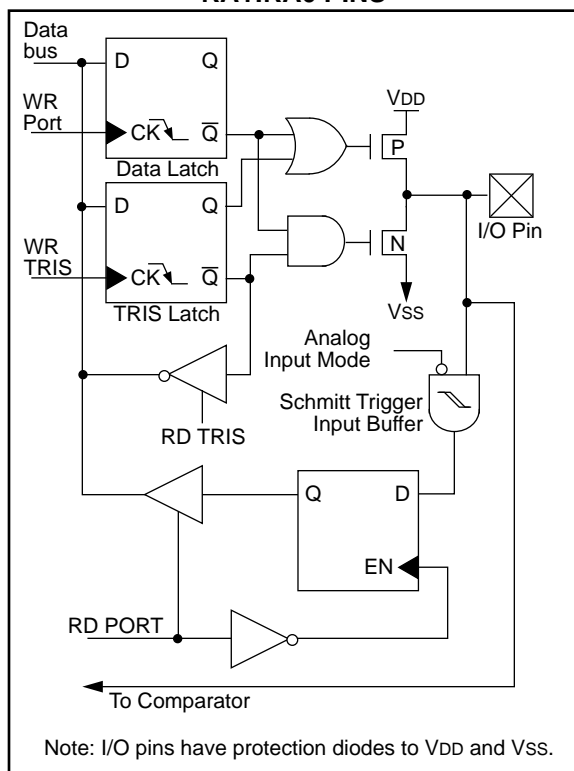 PINS
Data
bus
D Q
VDD
WR
Port
CK Q̅
P
Data Latch
D Q
I/O Pin
WR
TRIS
N
CK Q̅
VSS
TRIS Latch
Analog
Input Mode
Schmitt Trigger
Input Buffer
RD TRIS
Q D
EN
RD PORT
To Comparator
Note: I/O pins have protection diodes to VDD and VSS.